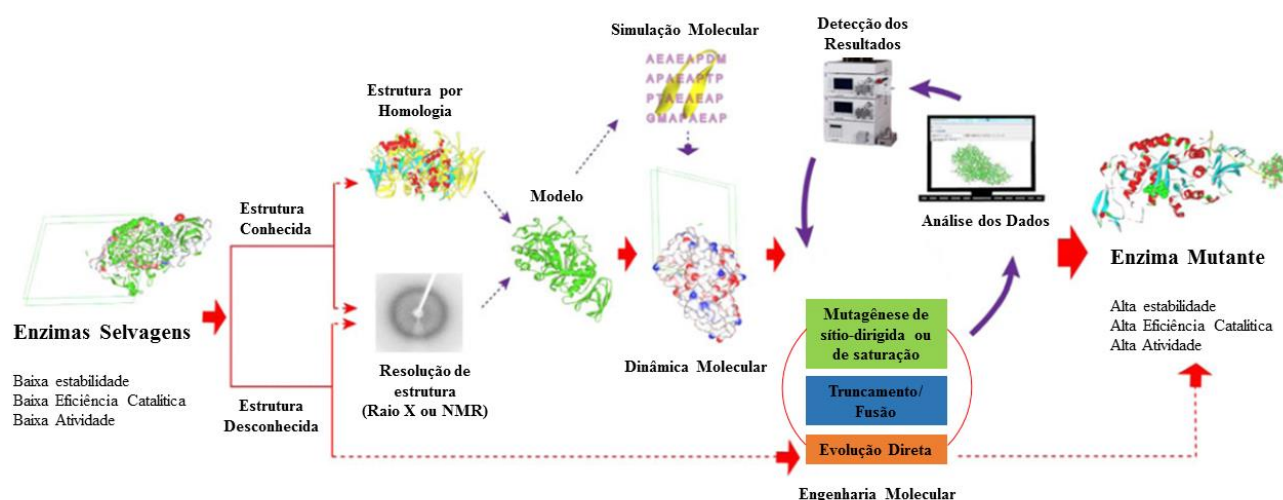 Simulação Molecular
AEAEAPDM
APAEAPTP
PTAEAEAP
GMAPAEAP
Detecção dos
Resultados
Estrutura por
Homologia
Estrutura
Conhecida
Modelo
Análise dos Dados
Enzimas Selvagens
Baixa estabilidade
Baixa Eficiência Catalítica
Baixa Atividade
Resolução de
estrutura
(Raio X ou NMR)
Estrutura
Desconhecida
Dinâmica Molecular
Mutagênese de
sítio-dirigida ou
de saturação
Truncamento/
Fusão
Evolução Direta
Engenharia Molecular
Enzima Mutante
Alta estabilidade
Alta Eficiência Catalítica
Alta Atividade